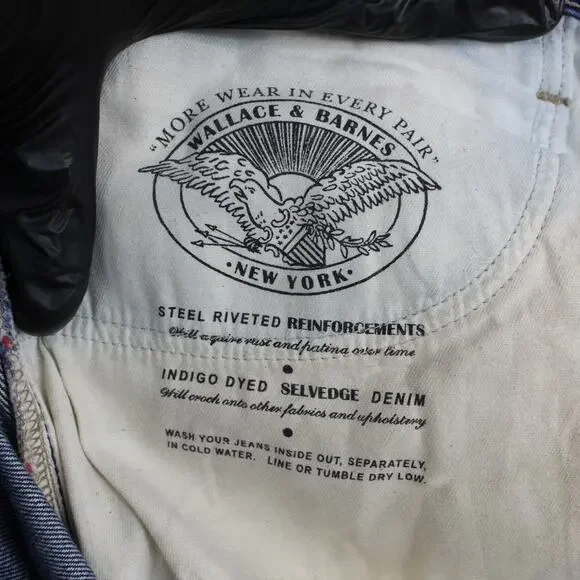 "MORE WEAR IN EVERY PAIR"
WALLACE & BARNES
• NEW YORK •
STEEL RIVETED REINFORCEMENTS
Will aquire rust and patina over time
•
INDIGO DYED SELVEDGE DENIM
Will crock onto other fabrics and upholstery
•
WASH YOUR JEANS INSIDE OUT, SEPARATELY,
IN COLD WATER. LINE OR TUMBLE DRY LOW.